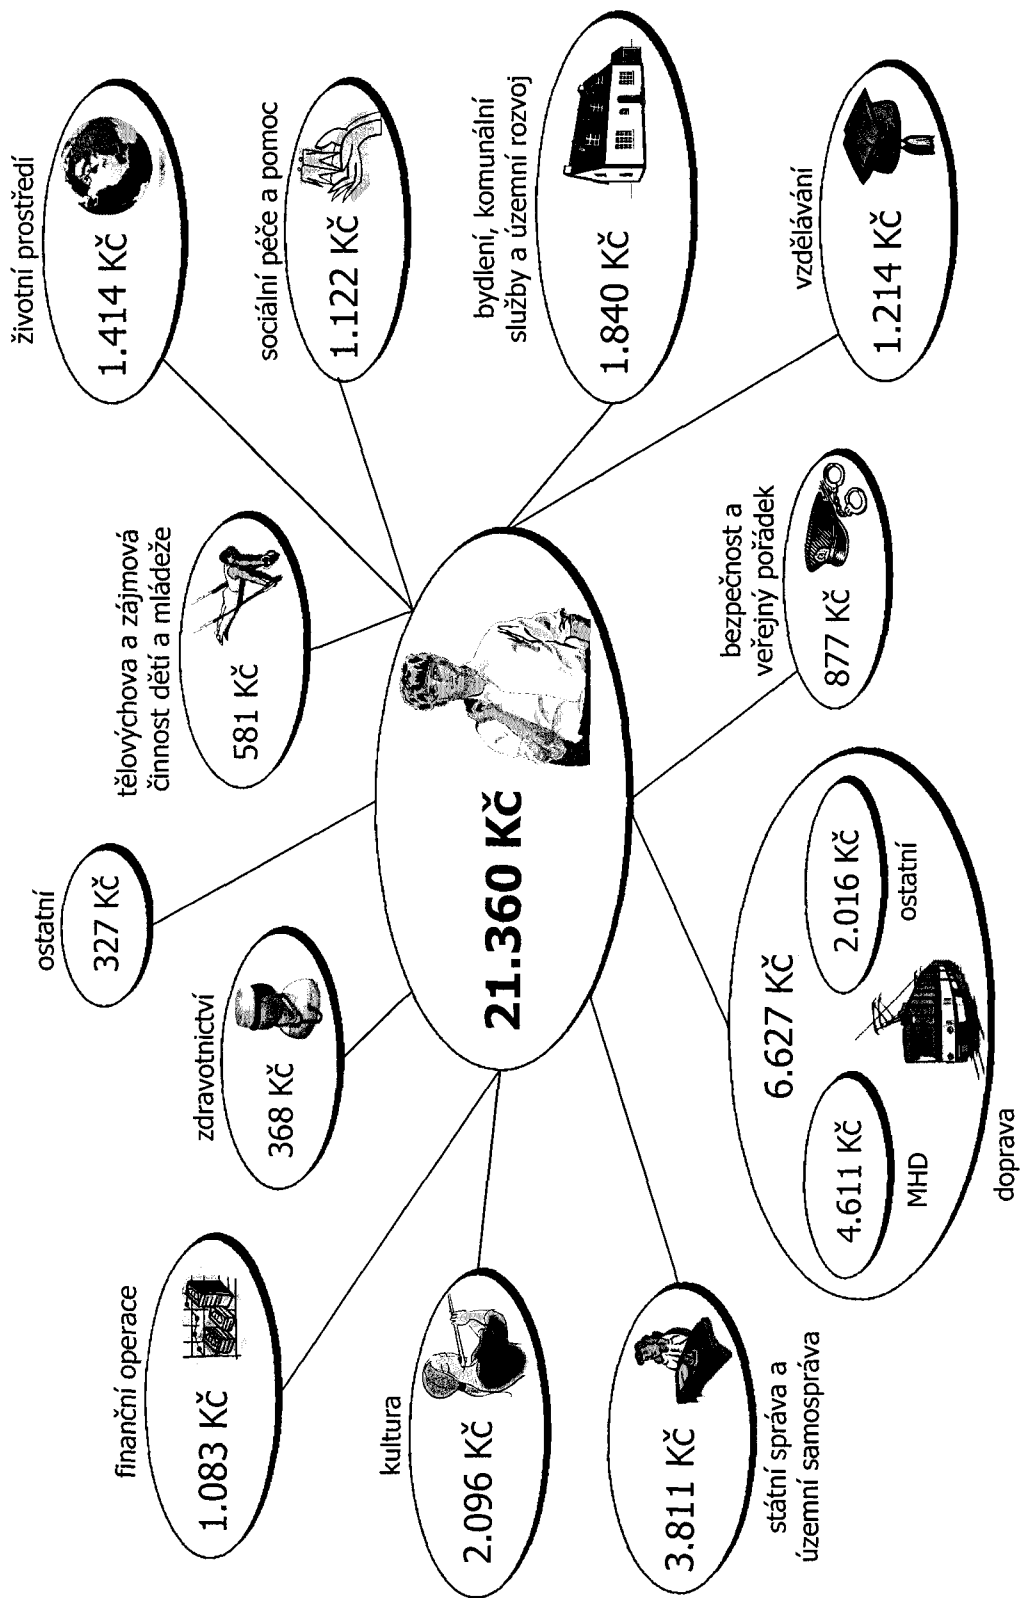 finanční operace
1.083 Kč
zdravotnictví
368 Kč
ostatní
327 Kč
tělovýchova a zájmová
činnost dětí a mládeže
581 Kč
životní prostředí
1.414 Kč
kultura
2.096 Kč
21.360 Kč
sociální péče a pomoc
1.122 Kč
bydlení, komunální
služby a územní rozvoj
1.840 Kč
3.811 Kč
státní správa a
územní samospráva
6.627 Kč
4.611 Kč
MHD
2.016 Kč
ostatní
doprava
bezpečnost a
veřejný pořádek
877 Kč
vzdělávání
1.214 Kč